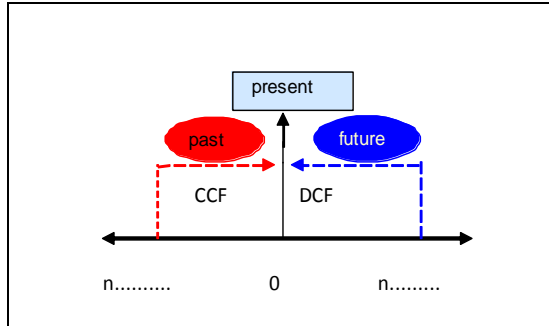 present
past future
CCF DCF
n.......... 0 n.........